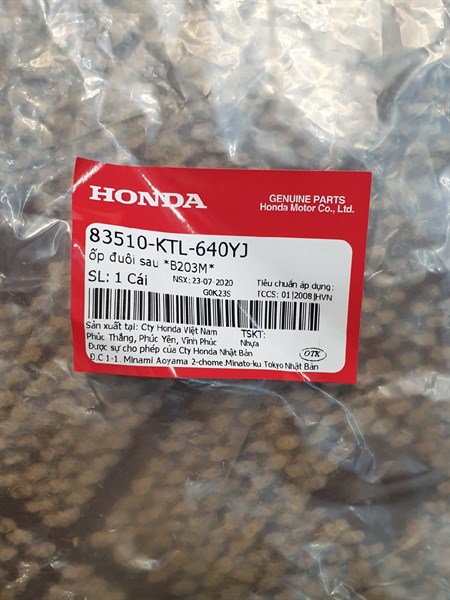 HONDA
GENUINE PARTS
Honda Motor Co., Ltd.
83510-KTL-640YJ
ốp đuôi sau *B203M*
SL: 1 Cái
NSX: 23-07-2020
Tiêu chuẩn áp dụng:
G0K23S
TCCS: 01|2008|HVN
Sản xuất tại: Cty Honda Việt Nam
TSKT:
Phúc Thắng, Phúc Yên, Vĩnh Phúc
Nhựa
Được sự cho phép của Cty Honda Nhật Bản
OTK
Đ.C 1-1. Minami Aoyama 2-chome.Minato-ku Tokyo Nhật Bản